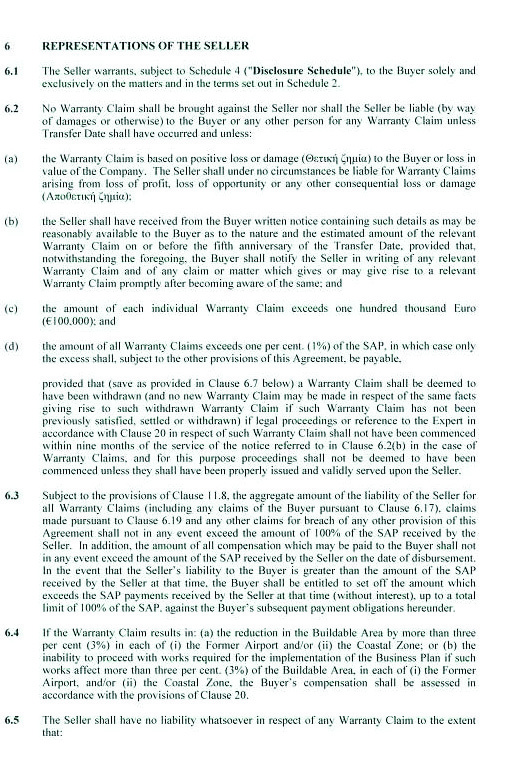 6 REPRESENTATIONS OF THE SELLER
6.1 The Seller warrants, subject to Schedule 4 ("Disclosure Schedule"), to the Buyer solely and
exclusively on the matters and in the terms set out in Schedule 2.
6.2 No Warranty Claim shall be brought against the Seller nor shall the Seller be liable (by way
of damages or otherwise) to the Buyer or any other person for any Warranty Claim unless
Transfer Date shall have occurred and unless:
(a) the Warranty Claim is based on positive loss or damage (Θετική ζημία) to the Buyer or loss in
value of the Company. The Seller shall under no circumstances be liable for Warranty Claims
arising from loss of profit, loss of opportunity or any other consequential loss or damage
(Αποθετική ζημία);
(b) the Seller shall have received from the Buyer written notice containing such details as may be
reasonably available to the Buyer as to the nature and the estimated amount of the relevant
Warranty Claim on or before the fifth anniversary of the Transfer Date, provided that,
notwithstanding the foregoing, the Buyer shall notify the Seller in writing of any relevant
Warranty Claim and of any claim or matter which gives or may give rise to a relevant
Warranty Claim promptly after becoming aware of the same; and
(c) the amount of each individual Warranty Claim exceeds one hundred thousand Euro
(€100,000); and
(d) the amount of all Warranty Claims exceeds one per cent. (1%) of the SAP, in which case only
the excess shall, subject to the other provisions of this Agreement, be payable,
provided that (save as provided in Clause 6.7 below) a Warranty Claim shall be deemed to
have been withdrawn (and no new Warranty Claim may be made in respect of the same facts
giving rise to such withdrawn Warranty Claim if such Warranty Claim has not been
previously satisfied, settled or withdrawn) if legal proceedings or reference to the Expert in
accordance with Clause 20 in respect of such Warranty Claim shall not have been commenced
within nine months of the service of the notice referred to in Clause 6.2(b) in the case of
Warranty Claims, and for this purpose proceedings shall not be deemed to have been
commenced unless they shall have been properly issued and validly served upon the Seller.
6.3 Subject to the provisions of Clause 11.8, the aggregate amount of the liability of the Seller for
all Warranty Claims (including any claims of the Buyer pursuant to Clause 6.17), claims
made pursuant to Clause 6.19 and any other claims for breach of any other provision of this
Agreement shall not in any event exceed the amount of 100% of the SAP received by the
Seller. In addition, the amount of all compensation which may be paid to the Buyer shall not
in any event exceed the amount of the SAP received by the Seller on the date of disbursement.
In the event that the Seller's liability to the Buyer is greater than the amount of the SAP
received by the Seller at that time, the Buyer shall be entitled to set off the amount which
exceeds the SAP payments received by the Seller at that time (without interest), up to a total
limit of 100% of the SAP, against the Buyer's subsequent payment obligations hereunder.
6.4 If the Warranty Claim results in: (a) the reduction in the Buildable Area by more than three
per cent (3%) in each of (i) the Former Airport and/or (ii) the Coastal Zone; or (b) the
inability to proceed with works required for the implementation of the Business Plan if such
works affect more than three per cent. (3%) of the Buildable Area, in each of (i) the Former
Airport, and/or (ii) the Coastal Zone, the Buyer's compensation shall be assessed in
accordance with the provisions of Clause 20.
6.5 The Seller shall have no liability whatsoever in respect of any Warranty Claim to the extent
that: